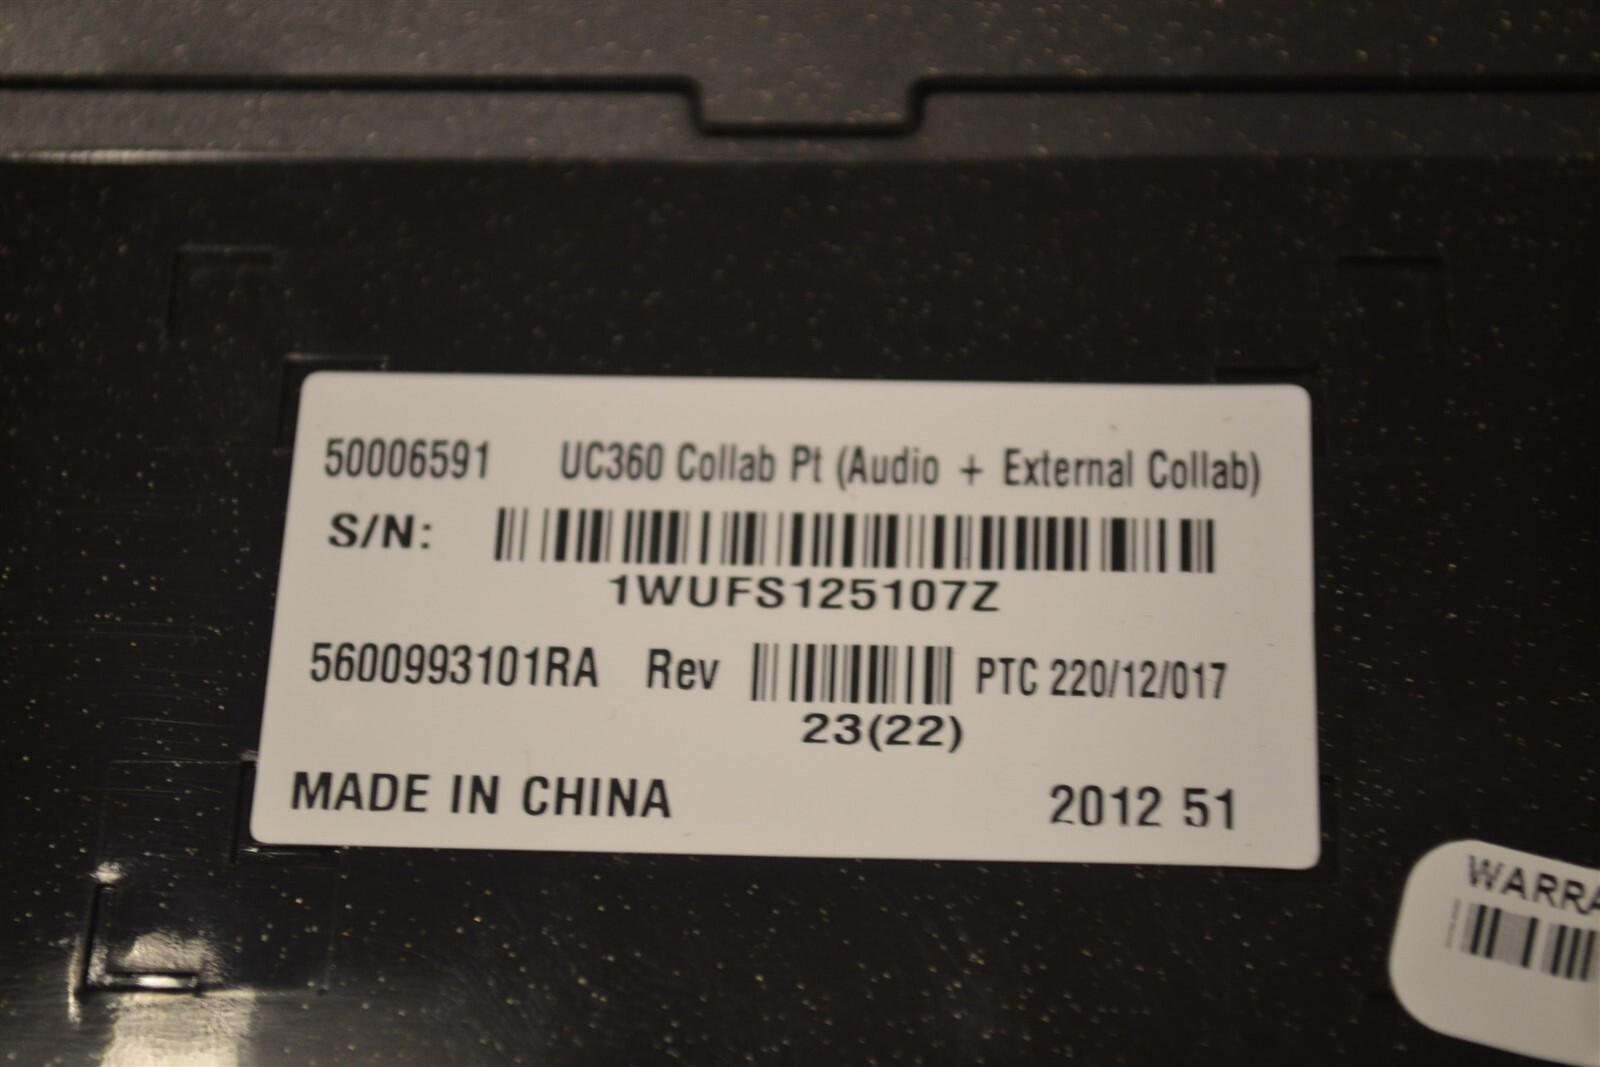 50006591 UC360 Collab Pt (Audio + External Collab)
S/N:
1WUFS125107Z
5600993101RA Rev PTC 220/12/017
23(22)
MADE IN CHINA 2012 51